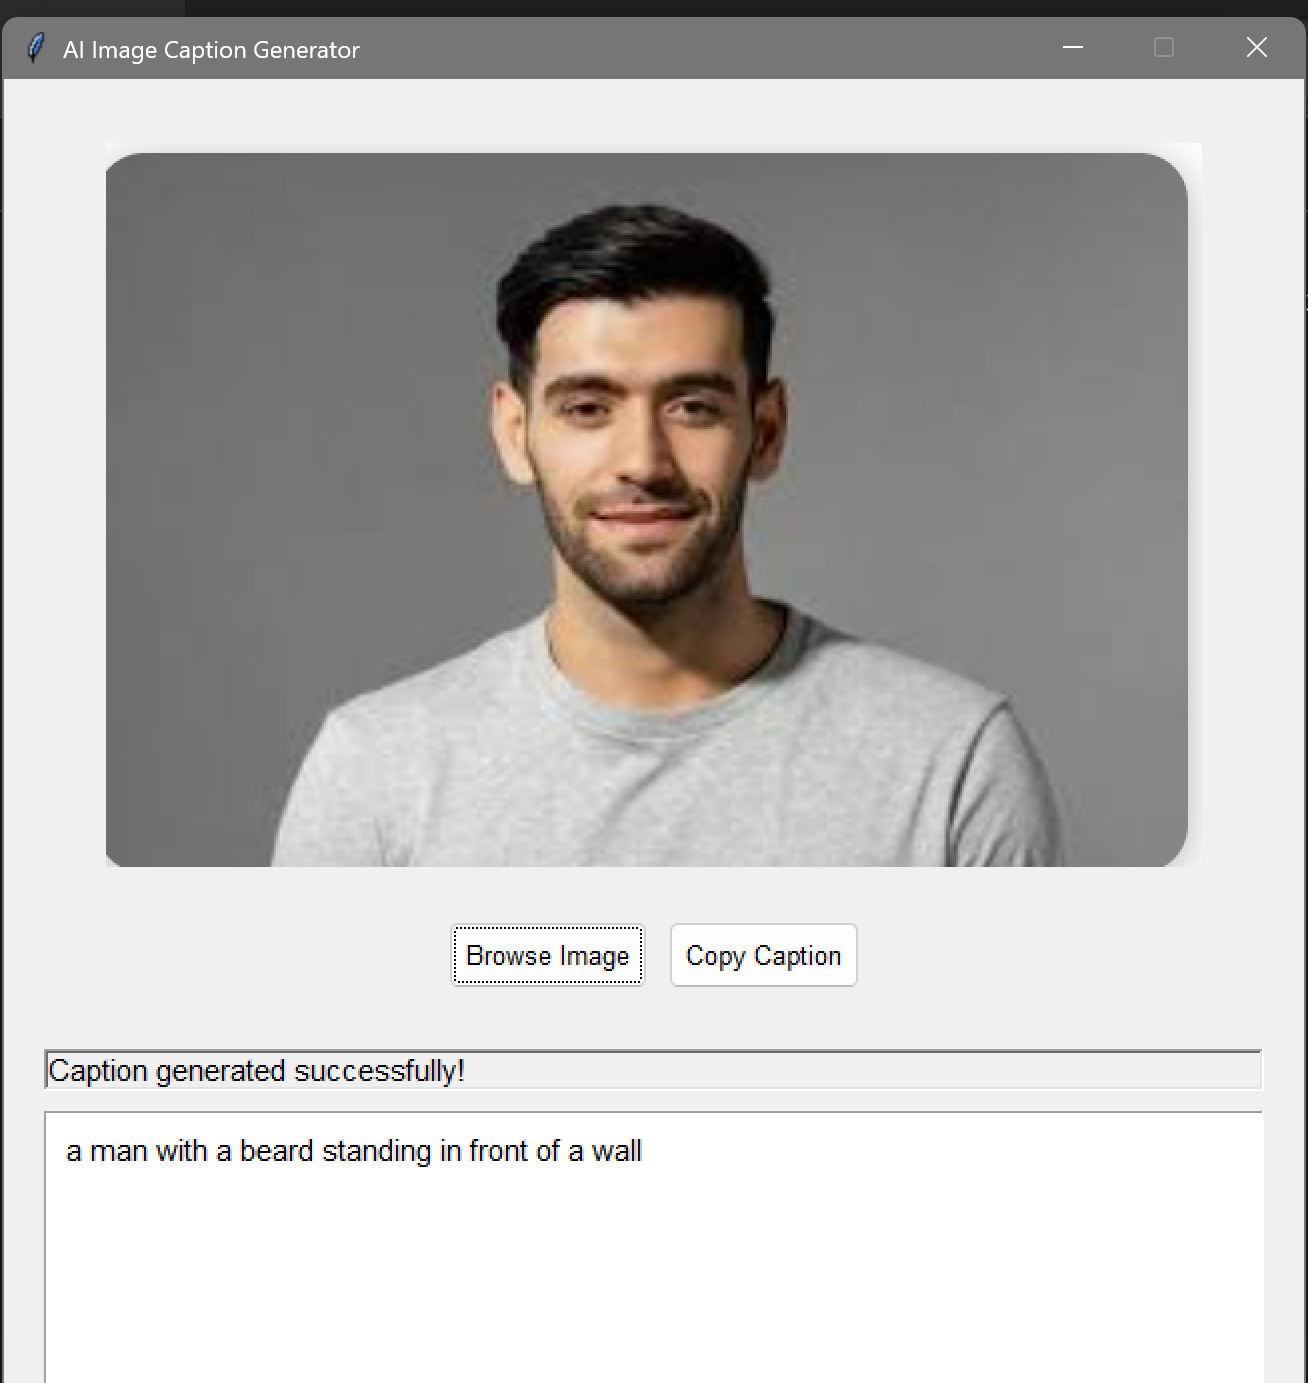 AI Image Caption Generator
Browse Image
Copy Caption
Caption generated successfully!
a man with a beard standing in front of a wall